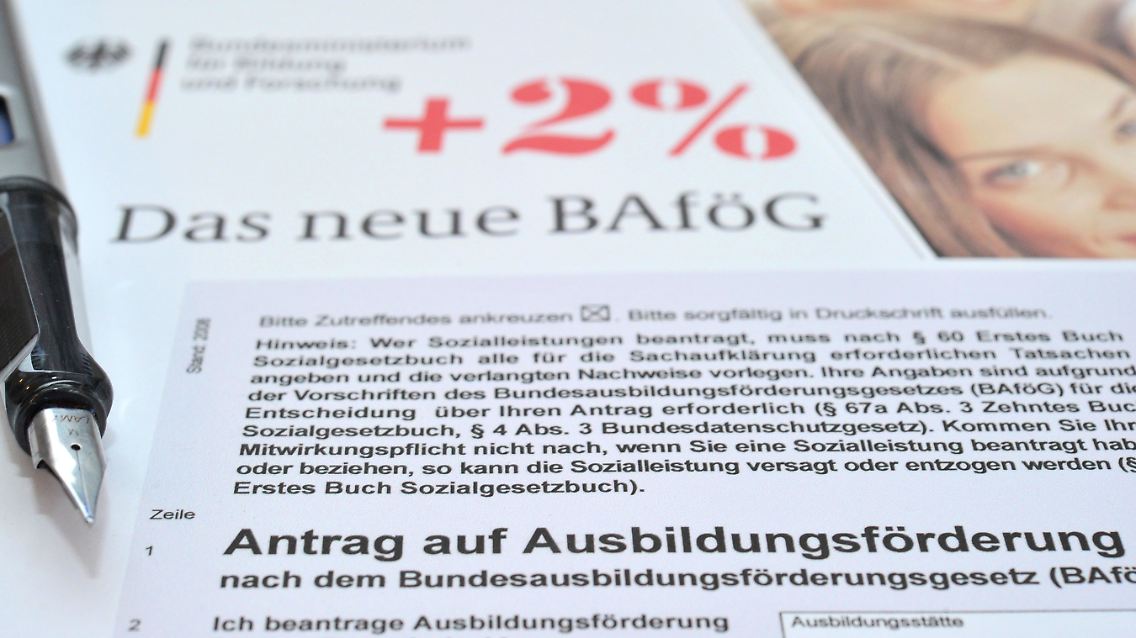 Bundesministerium
für Bildung
und Forschung
+2%
Das neue BAföG
Stand 2008
Bitte Zutreffendes ankreuzen ☒. Bitte sorgfältig in Druckschrift ausfüllen.
Hinweis: Wer Sozialleistungen beantragt, muss nach § 60 Erstes Buch
Sozialgesetzbuch alle für die Sachaufklärung erforderlichen Tatsachen
angeben und die verlangten Nachweise vorlegen. Ihre Angaben sind aufgrund
der Vorschriften des Bundesausbildungsförderungsgesetzes (BAföG) für die
Entscheidung über Ihren Antrag erforderlich (§ 67a Abs. 3 Zehntes Buc
Sozialgesetzbuch, § 4 Abs. 3 Bundesdatenschutzgesetz). Kommen Sie Ihr
Mitwirkungspflicht nicht nach, wenn Sie eine Sozialleistung beantragt hab
oder beziehen, so kann die Sozialleistung versagt oder entzogen werden (§
Erstes Buch Sozialgesetzbuch).
Zeile
1 Antrag auf Ausbildungsförderung
nach dem Bundesausbildungsförderungsgesetz (BAfö
2 Ich beantrage Ausbildungsförderung
Ausbildungsstätte
LAMY